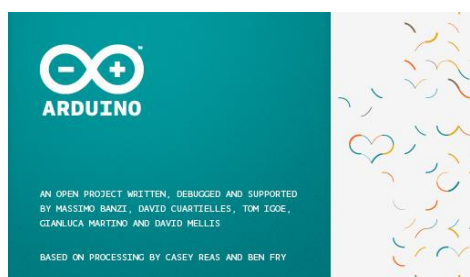 ARDUINO
AN OPEN PROJECT WRITTEN, DEBUGGED AND SUPPORTED
BY MASSIMO BANZI, DAVID CUARTIELLES, TOM IGOE,
GIANLUCA MARTINO AND DAVID MELLIS
BASED ON PROCESSING BY CASEY REAS AND BEN FRY